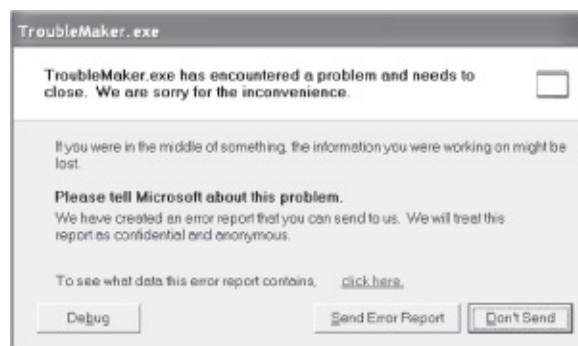 TroubleMaker.exe
TroubleMaker.exe has encountered a problem and needs to
close. We are sorry for the inconvenience.
If you were in the middle of something, the information you were working on might be
lost.
Please tell Microsoft about this problem.
We have created an error report that you can send to us. We will treat this
report as confidential and anonymous.
To see what data this error report contains, click here.
Debug
Send Error Report
Don't Send